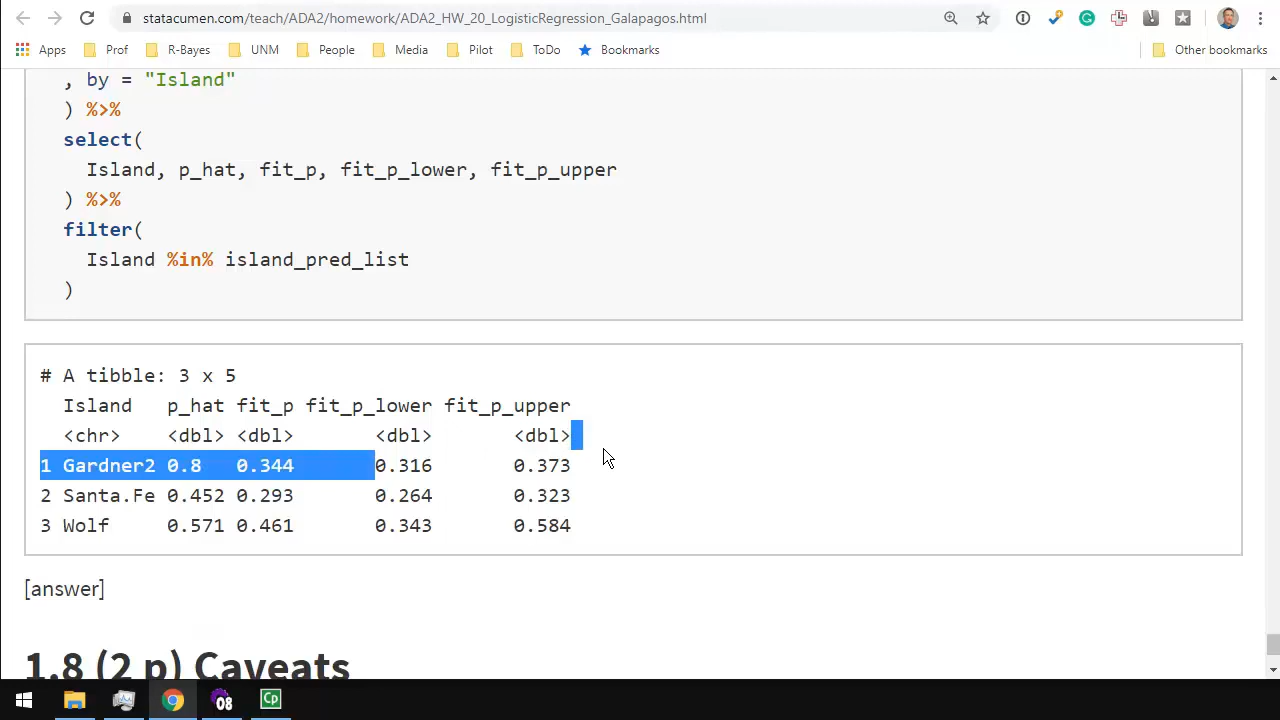 statacumen.com/teach/ADA2/homework/ADA2_HW_20_LogisticRegression_Galapagos.html
Apps Prof R-Bayes UNM People Media Pilot ToDo Bookmarks Other bookmarks
, by = "Island"
) %>%
select(
Island, p_hat, fit_p, fit_p_lower, fit_p_upper
) %>%
filter(
Island %in% island_pred_list
)
# A tibble: 3 x 5
Island p_hat fit_p fit_p_lower fit_p_upper
<chr> <dbl> <dbl> <dbl> <dbl>
1 Gardner2 0.8 0.344 0.316 0.373
2 Santa.Fe 0.452 0.293 0.264 0.323
3 Wolf 0.571 0.461 0.343 0.584
[answer]
1.8 (2 p) Caveats
08
Cp